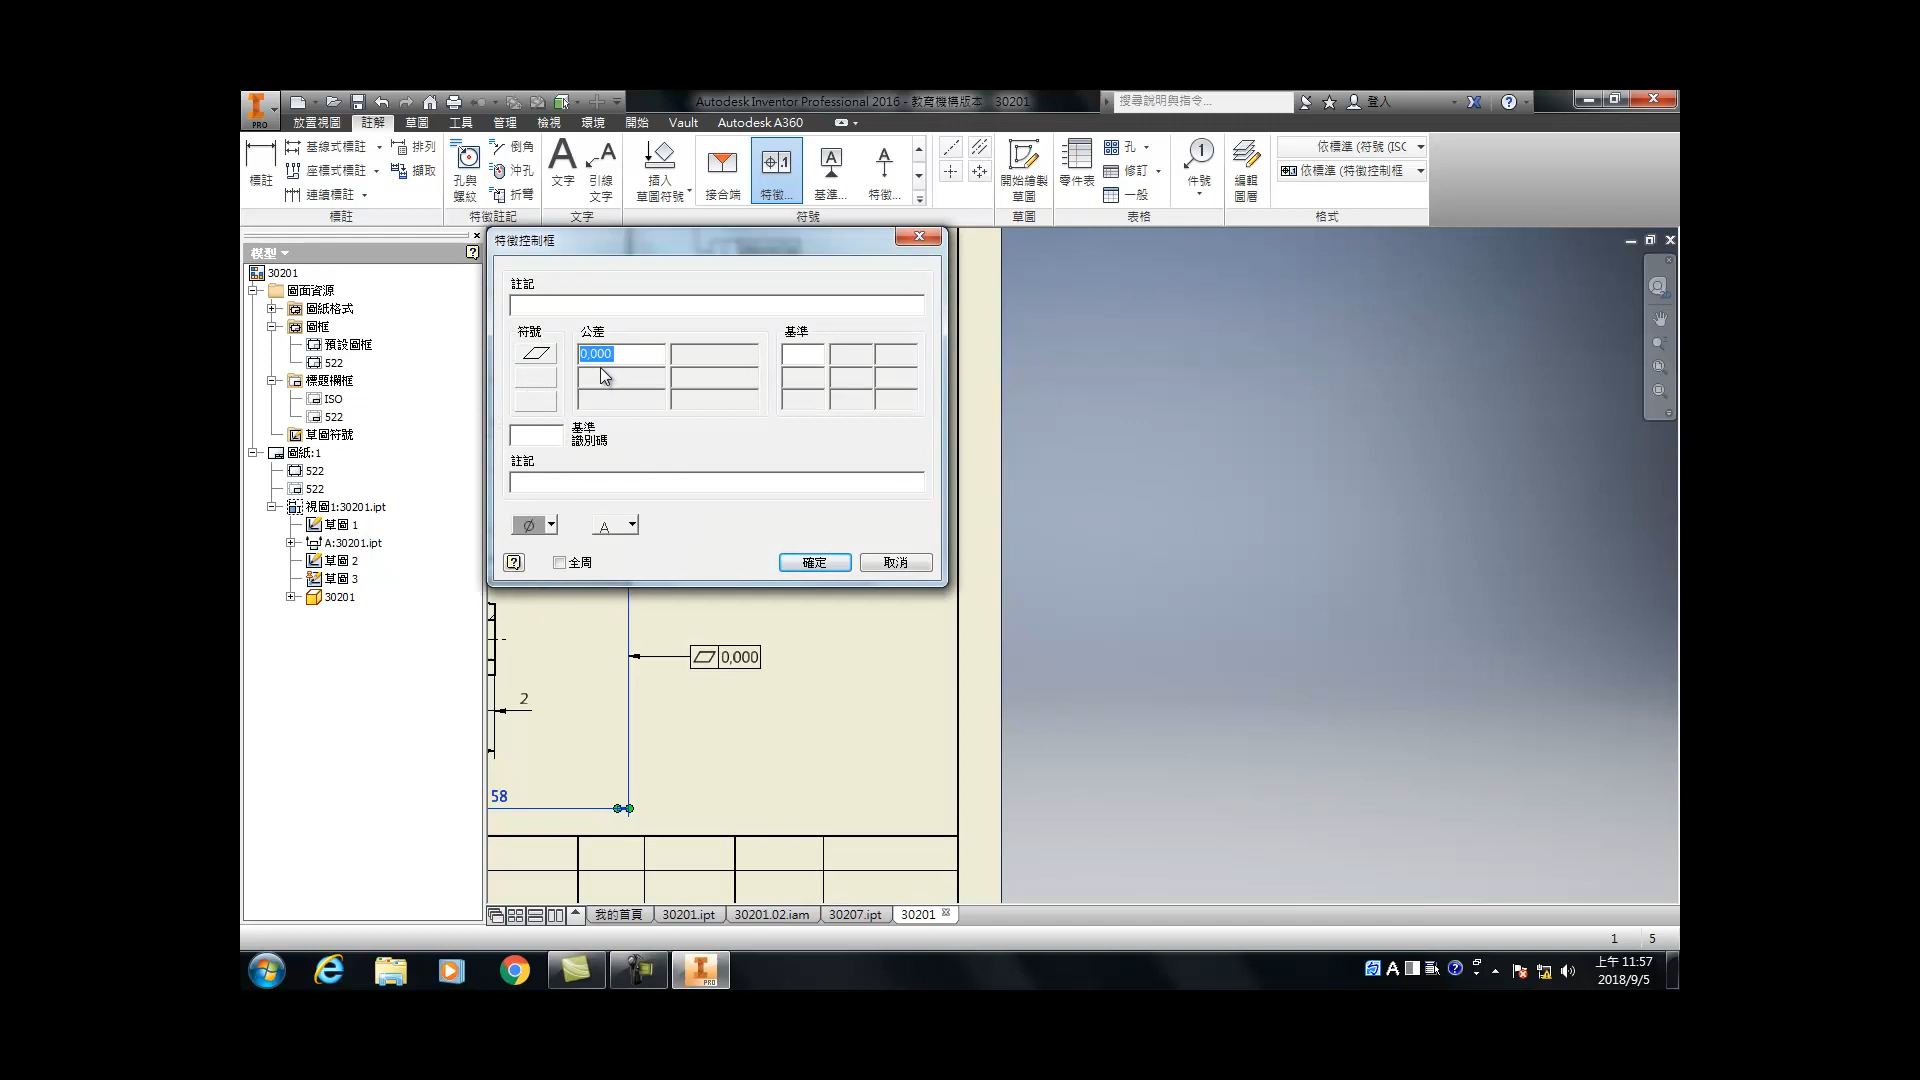 Autodesk Inventor Professional 2016 - 教育機構版本 30201
搜尋說明與指令...
登入
PRO
放置視圖 註解 草圖 工具 管理 檢視 環境 開始 Vault Autodesk A360
標註
基線式標註
座標式標註
連續標註
排列
擷取
標註
孔與
螺紋
倒角
沖孔
折彎
特徵註記
文字
引線
文字
文字
插入
草圖符號
接合端
特徵...
基準...
特徵...
符號
開始繪製
草圖
草圖
零件表
孔
修訂
一般
表格
件號
編輯
圖層
依標準 (符號 (ISC
依標準 (特徵控制框
格式
模型
30201
圖面資源
圖紙格式
圖框
預設圖框
522
標題欄框
ISO
522
草圖符號
圖紙:1
522
522
視圖1:30201.ipt
草圖 1
A:30201.ipt
草圖 2
草圖 3
30201
特徵控制框
註記
符號 公差 基準
0,000
基準
識別碼
註記
全周
確定 取消
0,000
2
58
我的首頁 30201.ipt 30201.02.iam 30207.ipt 30201
1 5
上午 11:57
2018/9/5